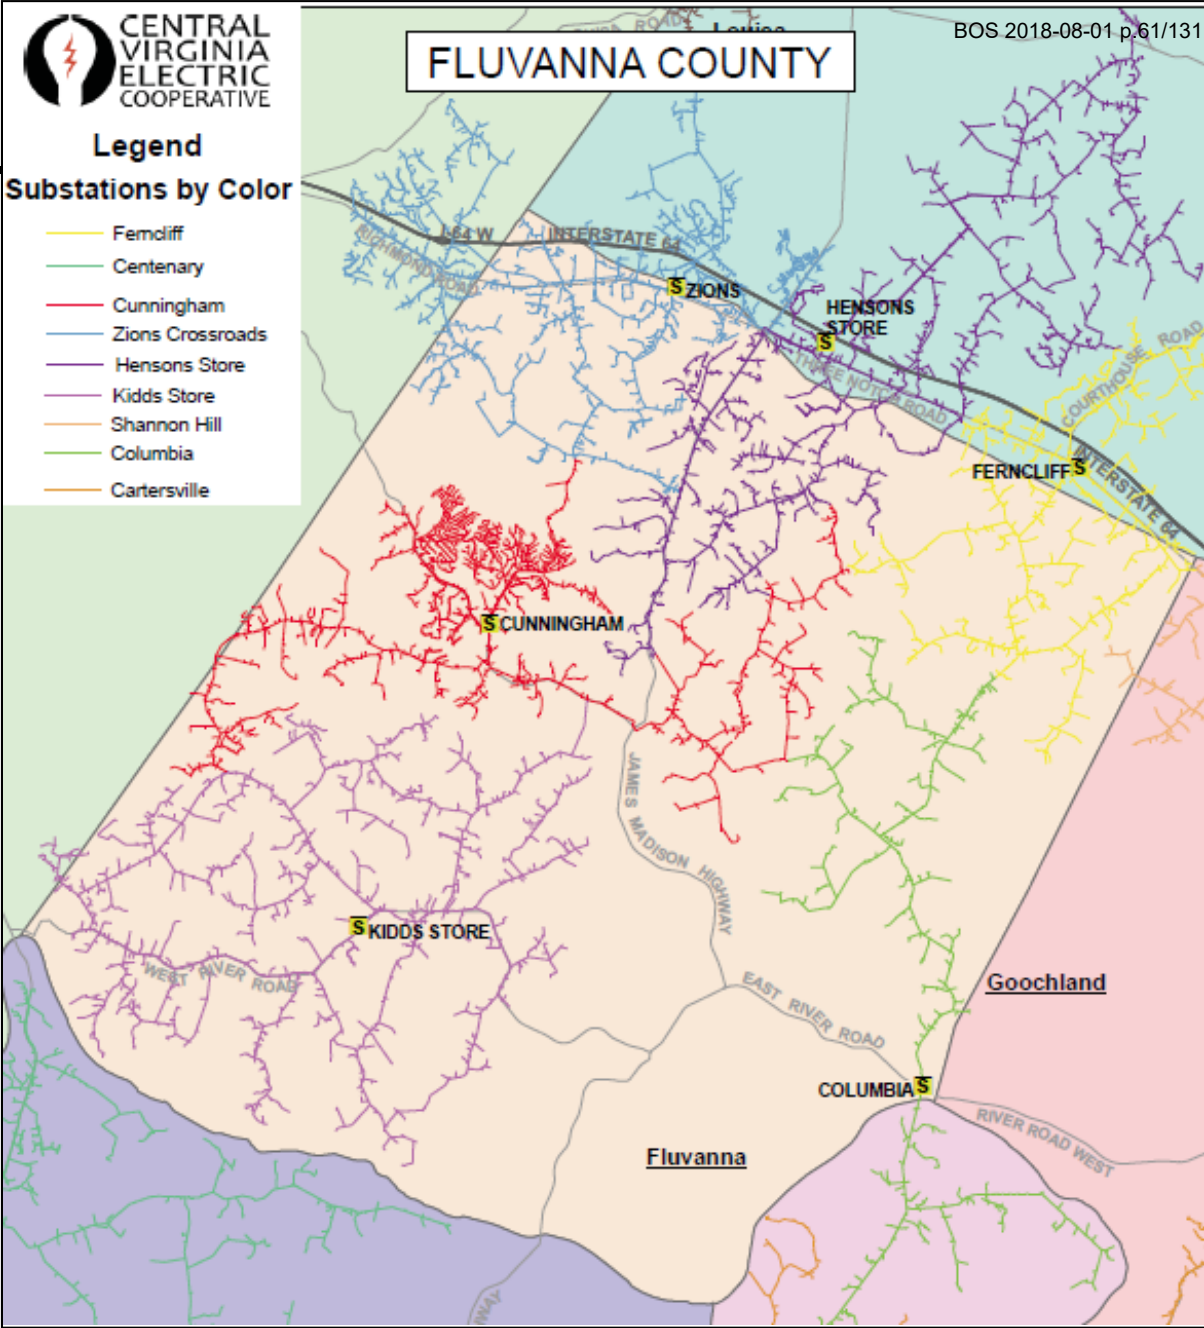 CENTRAL
VIRGINIA
ELECTRIC
COOPERATIVE
BOS 2018-08-01 p.61/131
FLUVANNA COUNTY
Louisa
ROAD
Legend
Substations by Color
Ferncliff
Centenary
Cunningham
Zions Crossroads
Hensons Store
Kidds Store
Shannon Hill
Columbia
Cartersville
I-64 W
INTERSTATE 64
RICHMOND ROAD
S ZIONS
HENSONS
STORE
S
THREE NOTCH ROAD
COURTHOUSE ROAD
FERNCLIFF S
INTERSTATE 64
S CUNNINGHAM
JAMES MADISON HIGHWAY
S KIDDS STORE
WEST RIVER ROAD
EAST RIVER ROAD
Goochland
COLUMBIA S
RIVER ROAD WEST
Fluvanna